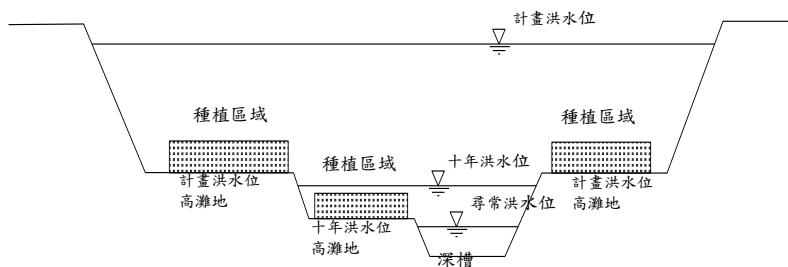 計畫洪水位
種植區域
種植區域
種植區域
十年洪水位
計畫洪水位
高灘地
計畫洪水位
高灘地
尋常洪水位
十年洪水位
高灘地
深槽